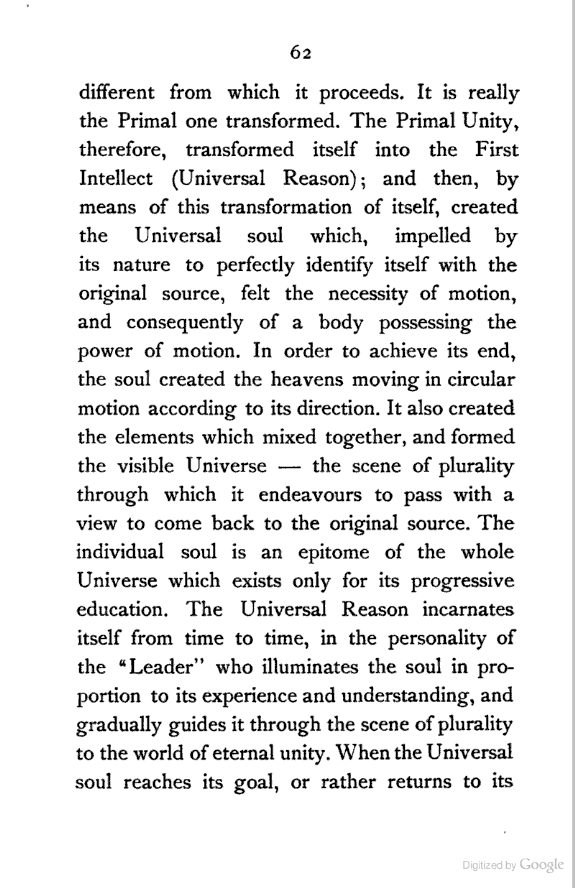 62
different from which it proceeds. It is really
the Primal one transformed. The Primal Unity,
therefore, transformed itself into the First
Intellect (Universal Reason); and then, by
means of this transformation of itself, created
the Universal soul which, impelled by
its nature to perfectly identify itself with the
original source, felt the necessity of motion,
and consequently of a body possessing the
power of motion. In order to achieve its end,
the soul created the heavens moving in circular
motion according to its direction. It also created
the elements which mixed together, and formed
the visible Universe — the scene of plurality
through which it endeavours to pass with a
view to come back to the original source. The
individual soul is an epitome of the whole
Universe which exists only for its progressive
education. The Universal Reason incarnates
itself from time to time, in the personality of
the “Leader” who illuminates the soul in pro-
portion to its experience and understanding, and
gradually guides it through the scene of plurality
to the world of eternal unity. When the Universal
soul reaches its goal, or rather returns to its
Digitized by Google